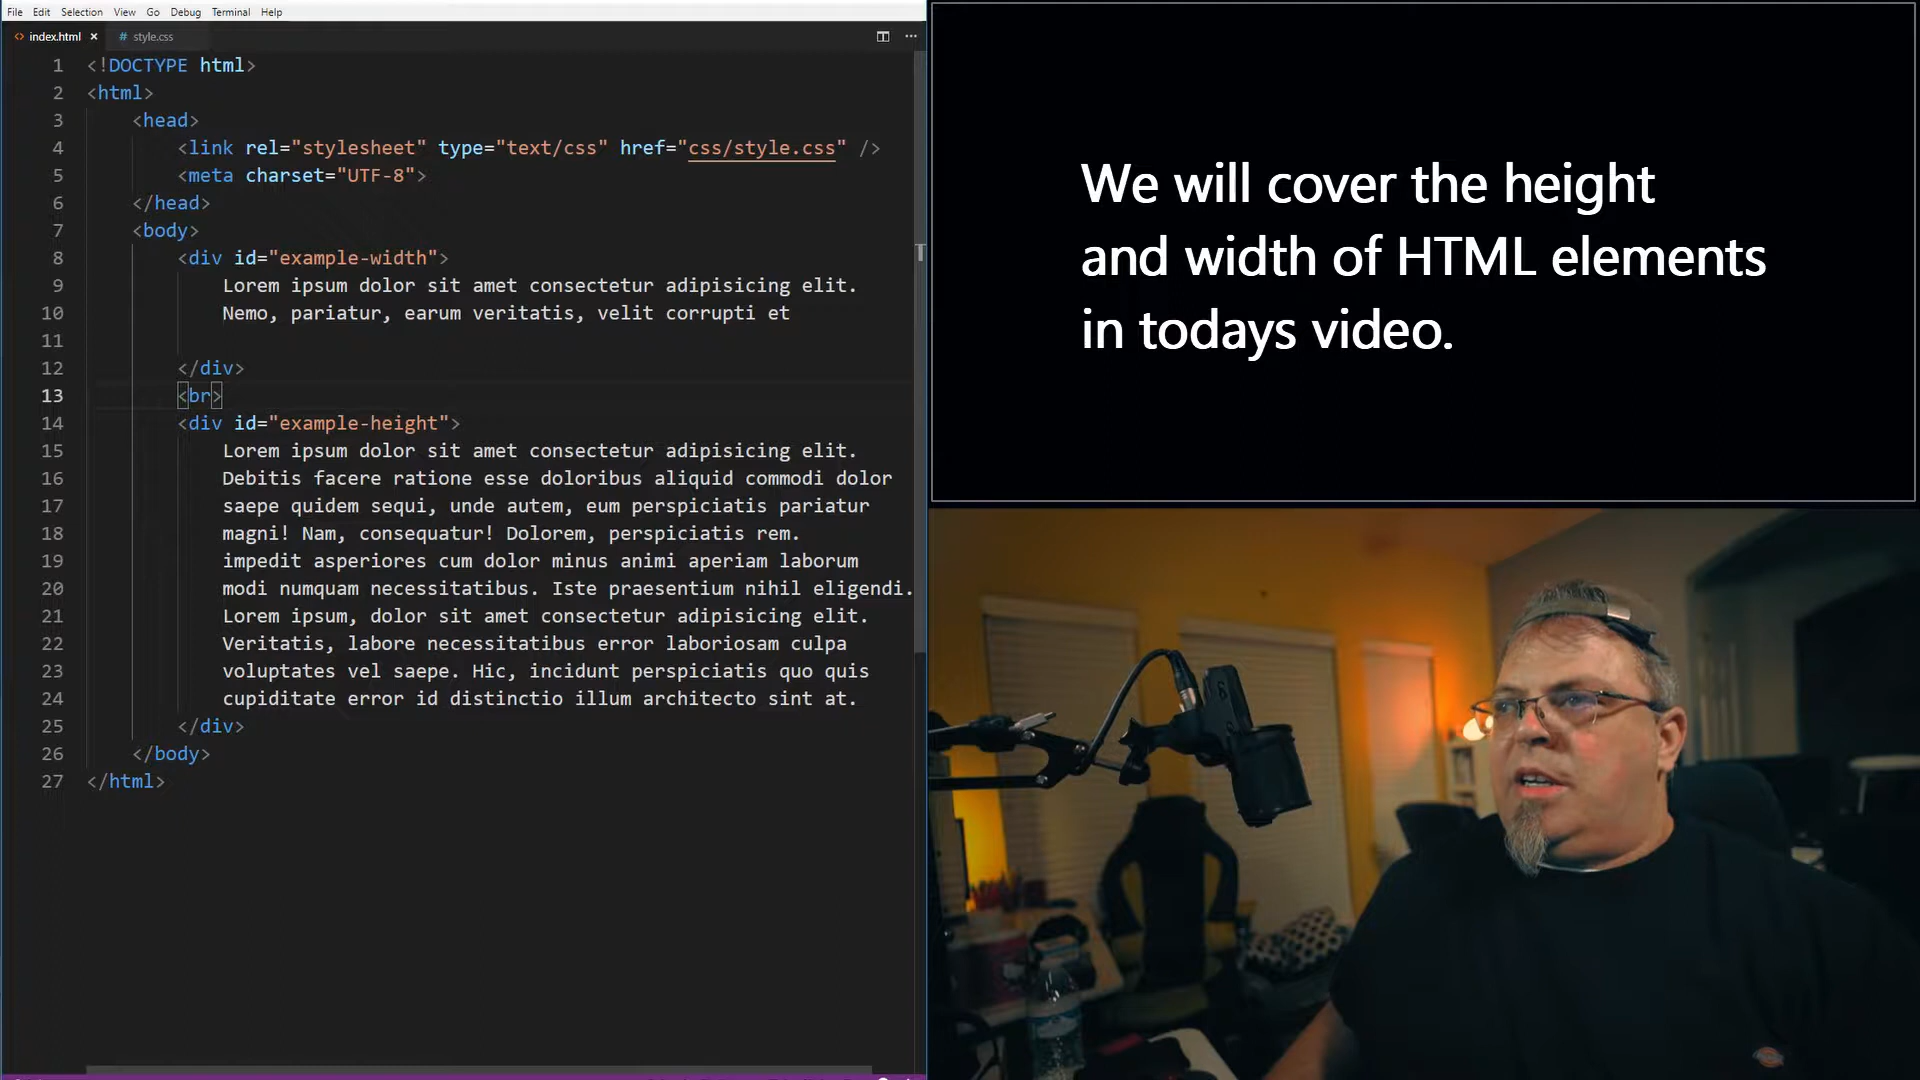 File Edit Selection View Go Debug Terminal Help
<> index.html × # style.css
1 <!DOCTYPE html>
2 <html>
3 <head>
4 <link rel="stylesheet" type="text/css" href="css/style.css" />
5 <meta charset="UTF-8">
6 </head>
7 <body>
8 <div id="example-width">
9 Lorem ipsum dolor sit amet consectetur adipisicing elit.
10 Nemo, pariatur, earum veritatis, velit corrupti et
11
12 </div>
13 <br>
14 <div id="example-height">
15 Lorem ipsum dolor sit amet consectetur adipisicing elit.
16 Debitis facere ratione esse doloribus aliquid commodi dolor
17 saepe quidem sequi, unde autem, eum perspiciatis pariatur
18 magni! Nam, consequatur! Dolorem, perspiciatis rem.
19 impedit asperiores cum dolor minus animi aperiam laborum
20 modi numquam necessitatibus. Iste praesentium nihil eligendi.
21 Lorem ipsum, dolor sit amet consectetur adipisicing elit.
22 Veritatis, labore necessitatibus error laboriosam culpa
23 voluptates vel saepe. Hic, incidunt perspiciatis quo quis
24 cupiditate error id distinctio illum architecto sint at.
25 </div>
26 </body>
27 </html>
We will cover the height
and width of HTML elements
in todays video.